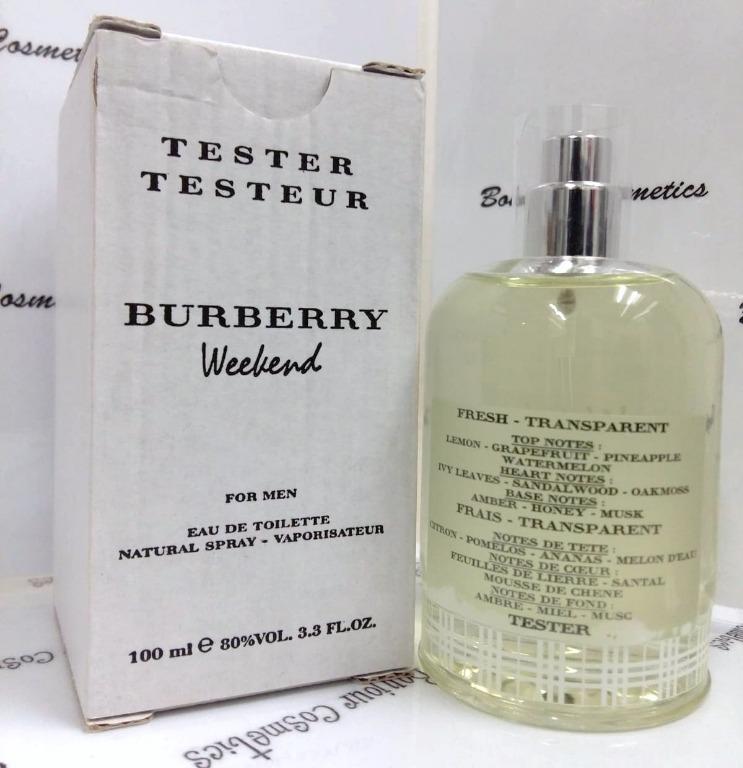 TESTER
TESTEUR
BURBERRY
Weekend
FOR MEN
EAU DE TOILETTE
NATURAL SPRAY - VAPORISATEUR
100 ml e 80%VOL. 3.3 FL.OZ.
FRESH - TRANSPARENT
TOP NOTES :
LEMON - GRAPEFRUIT - PINEAPPLE
WATERMELON
HEART NOTES :
IVY LEAVES - SANDALWOOD - OAKMOSS
BASE NOTES :
AMBER - HONEY - MUSK
FRAIS - TRANSPARENT
NOTES DE TETE :
CITRON - POMELOS - ANANAS - MELON D'EAU
NOTES DE CŒUR :
FEUILLES DE LIERRE - SANTAL
MOUSSE DE CHENE
NOTES DE FOND :
AMBRE - MIEL - MUSC
TESTER
Bonjour Cosmetics